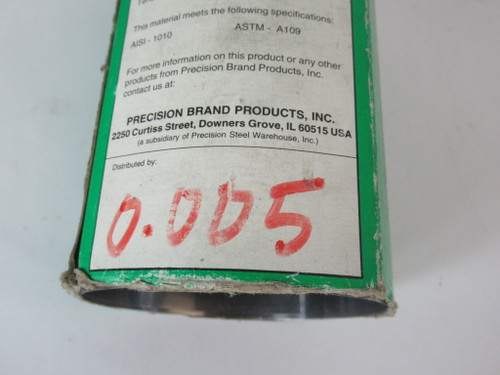 This material meets the following specifications:
AISI - 1010 ASTM - A109
For more information on this product or any other
products from Precision Brand Products, Inc.
contact us at:
PRECISION BRAND PRODUCTS, INC.
2250 Curtiss Street, Downers Grove, IL 60515 USA
(a subsidiary of Precision Steel Warehouse, Inc.)
Distributed by:
0.005